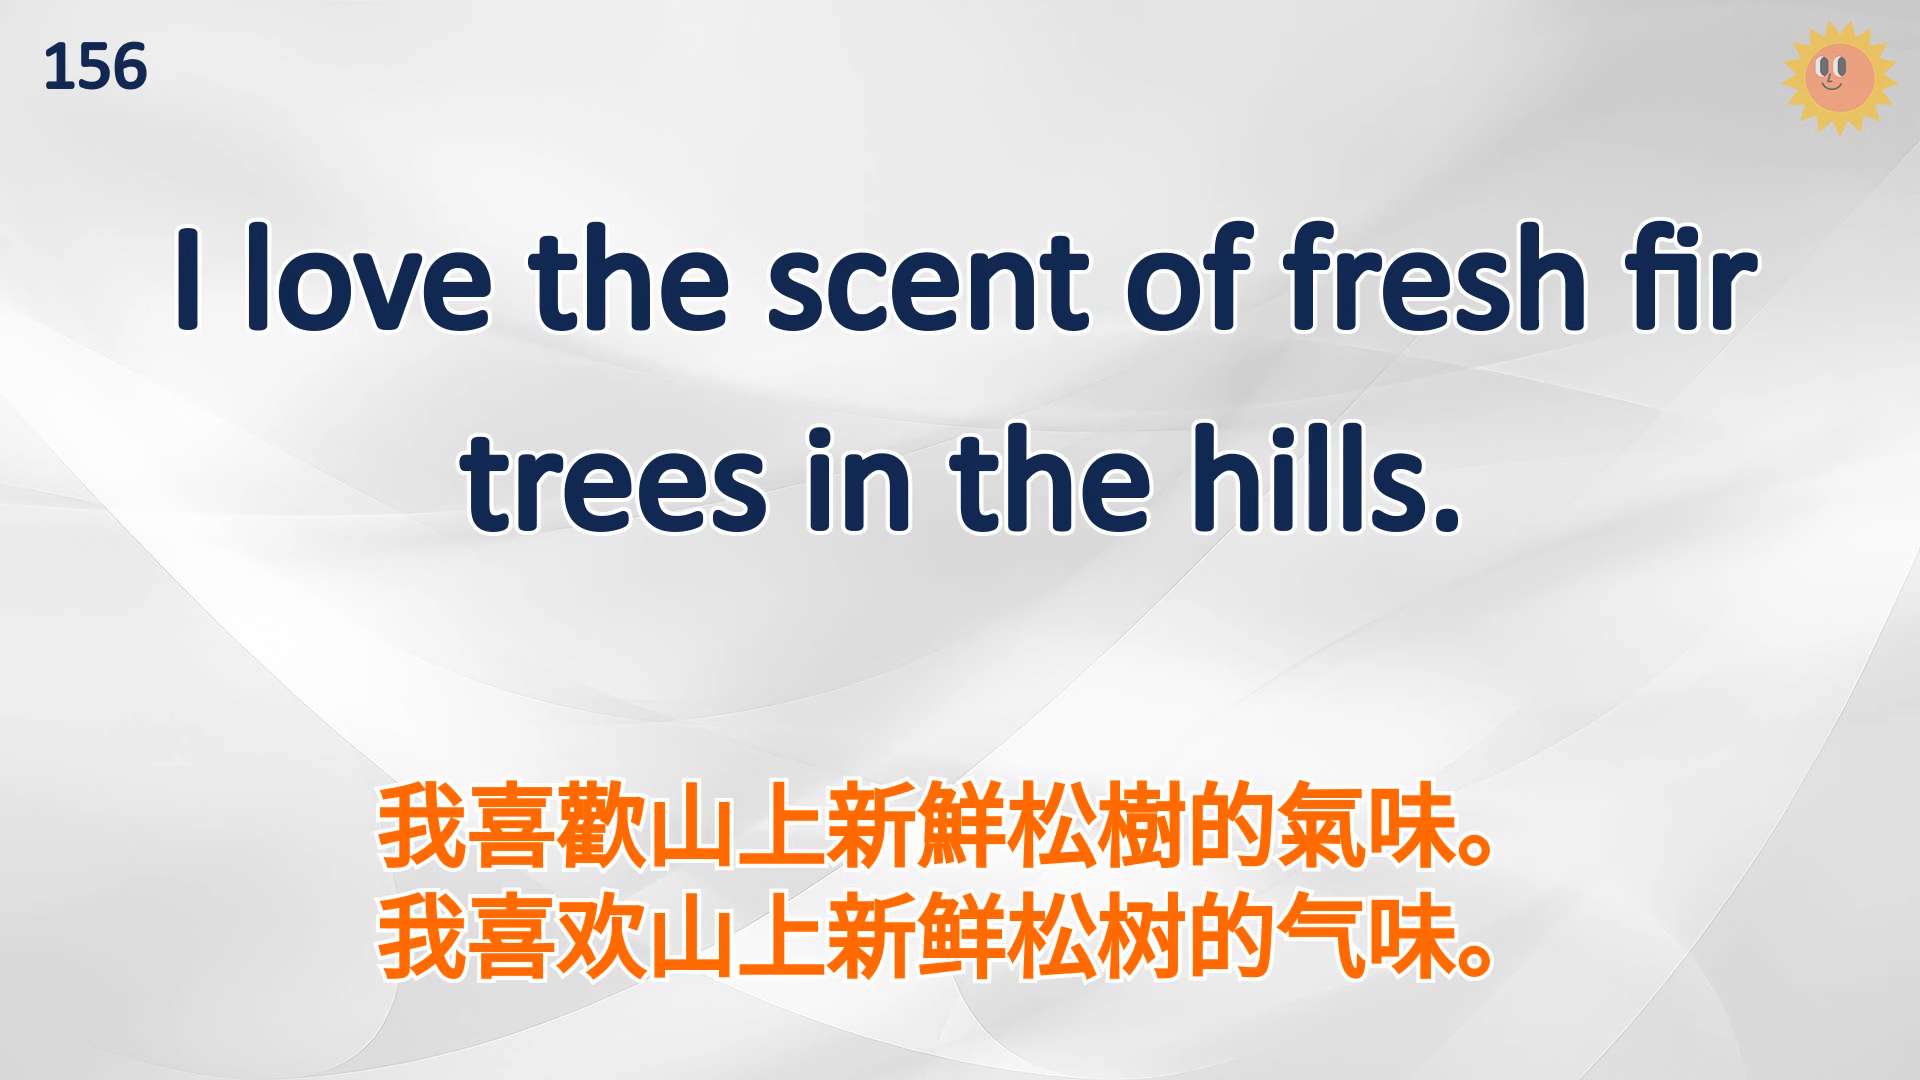 156
I love the scent of fresh fir
trees in the hills.
我喜歡山上新鮮松樹的氣味。
我喜欢山上新鲜松树的气味。